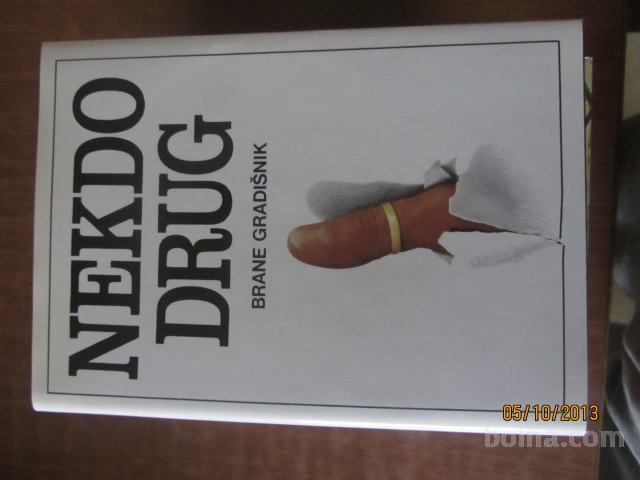 NEKDO
DRUG
BRANE GRADIŠNIK
05/10/2013
bolha.com